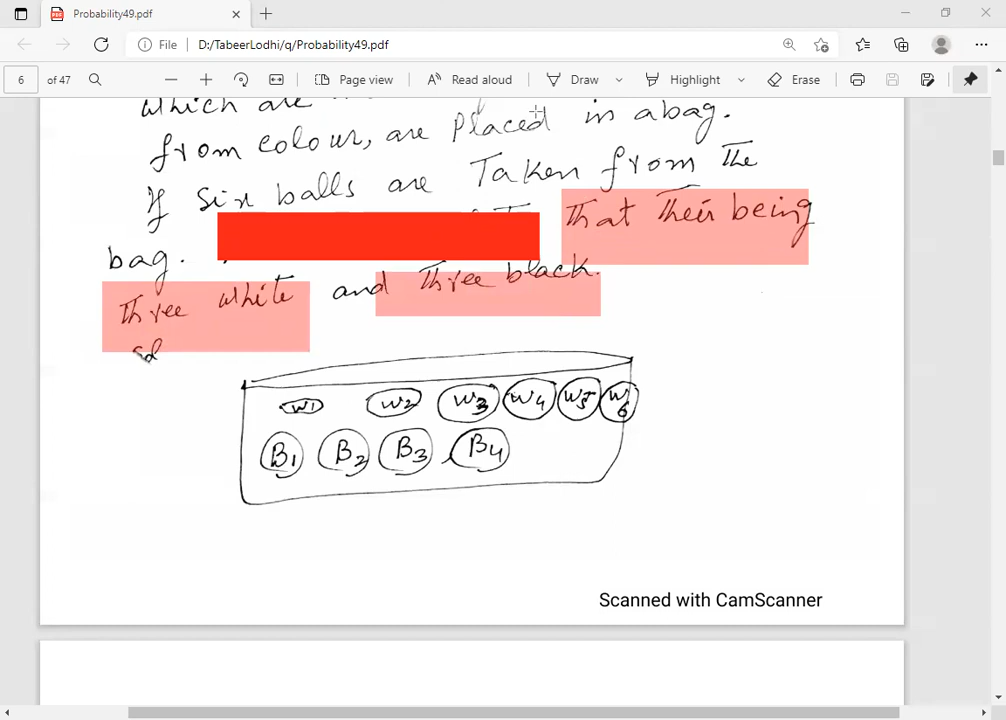 Probability49.pdf
File D:/TabeerLodhi/q/Probability49.pdf
6 of 47 Page view Read aloud Draw Highlight Erase
which are
from colour, are placed in a bag.
If Six balls are Taken from The
bag. that Their being
Three white and Three black.
W1 W2 W3 W4 W5 W6
B1 B2 B3 B4
Scanned with CamScanner